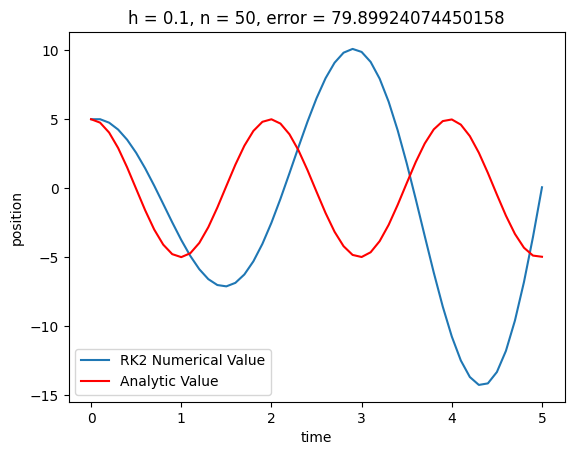 h = 0.1, n = 50, error = 79.89924074450158
10
5
0
−5
−10
−15
position
RK2 Numerical Value
Analytic Value
0 1 2 3 4 5
time